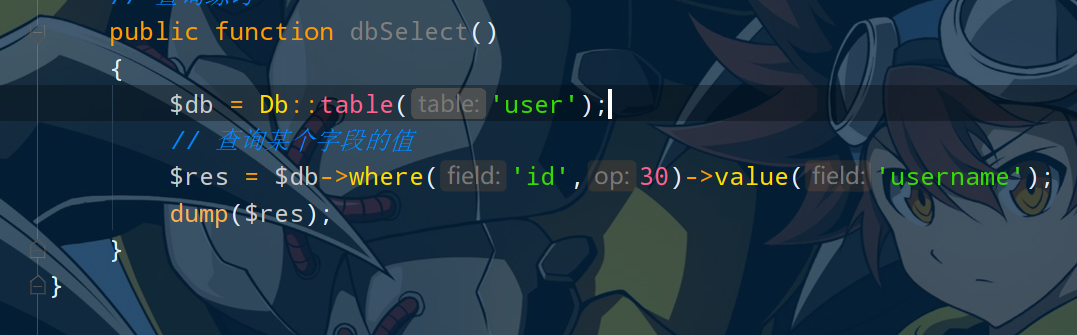 public function dbSelect()
{
$db = Db::table( table: 'user');
// 查询某个字段的值
$res = $db->where( field: 'id', op: 30)->value( field: 'username');
dump($res);
}
}